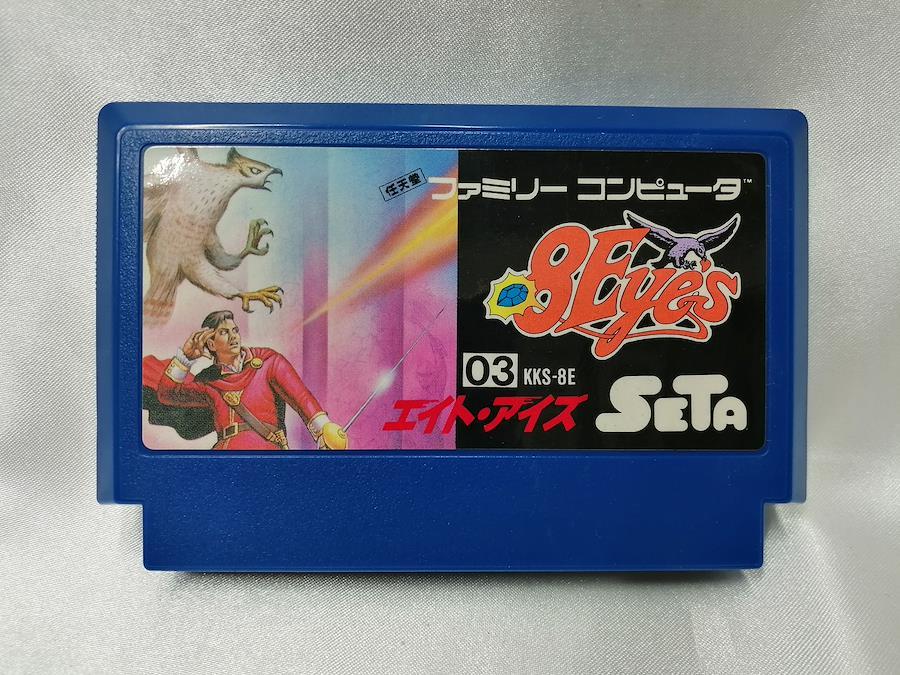 任天堂
ファミリー コンピュータ™
8Eye's
03 KKS-8E
エイト・アイズ
SETA